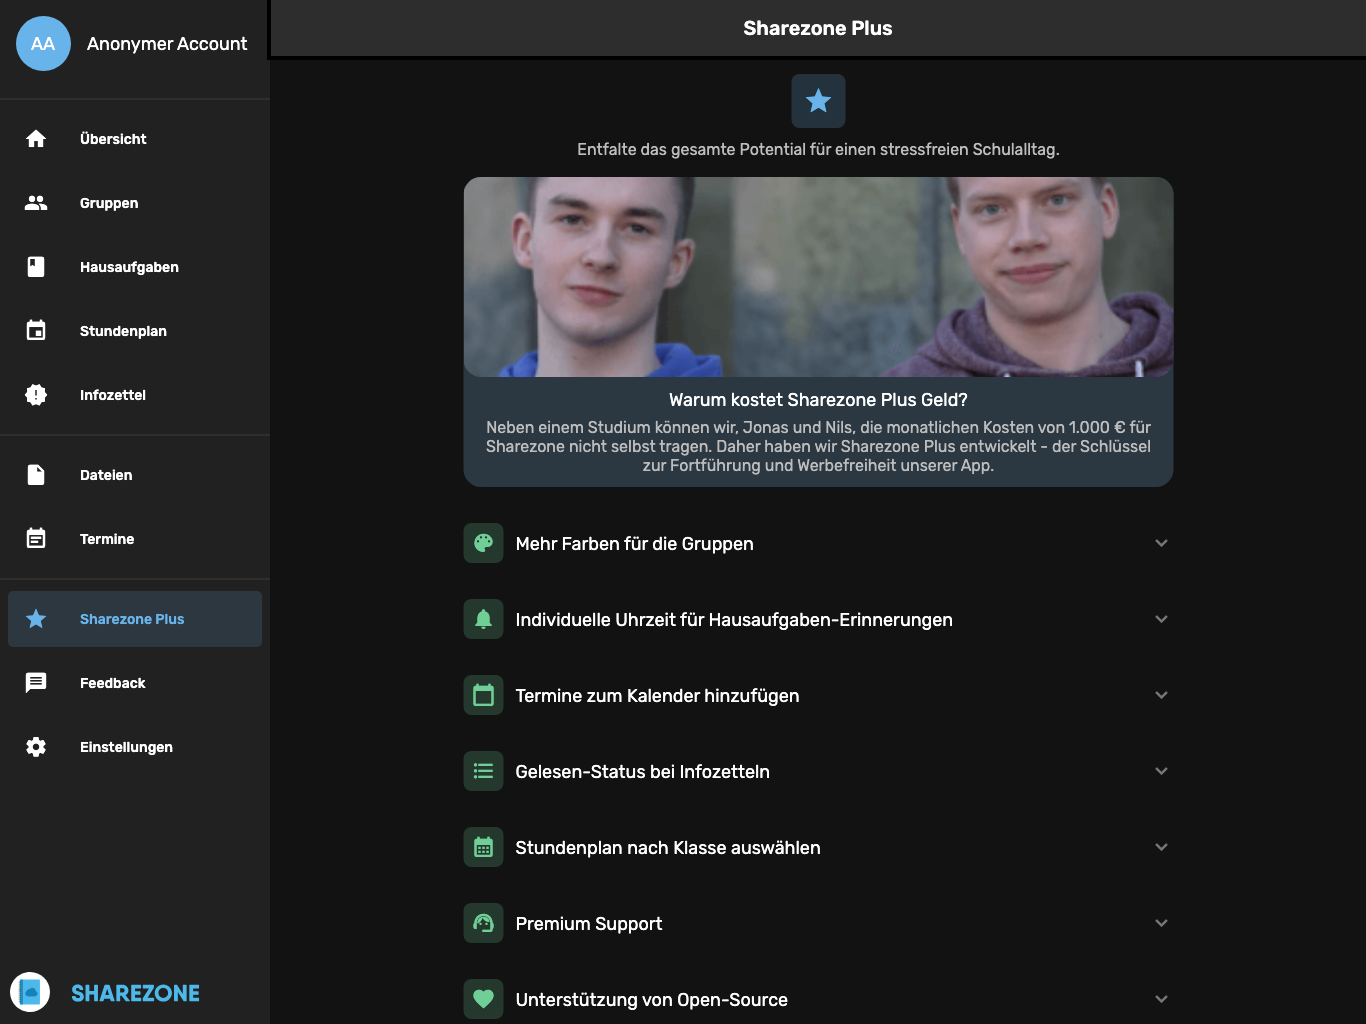 AA
Anonymer Account
Übersicht
Gruppen
Hausaufgaben
Stundenplan
Infozettel
Dateien
Termine
Sharezone Plus
Feedback
Einstellungen
SHAREZONE
Sharezone Plus
Entfalte das gesamte Potential für einen stressfreien Schulalltag.
Warum kostet Sharezone Plus Geld?
Neben einem Studium können wir, Jonas und Nils, die monatlichen Kosten von 1.000 € für
Sharezone nicht selbst tragen. Daher haben wir Sharezone Plus entwickelt - der Schlüssel
zur Fortführung und Werbefreiheit unserer App.
Mehr Farben für die Gruppen
Individuelle Uhrzeit für Hausaufgaben-Erinnerungen
Termine zum Kalender hinzufügen
Gelesen-Status bei Infozetteln
Stundenplan nach Klasse auswählen
Premium Support
Unterstützung von Open-Source